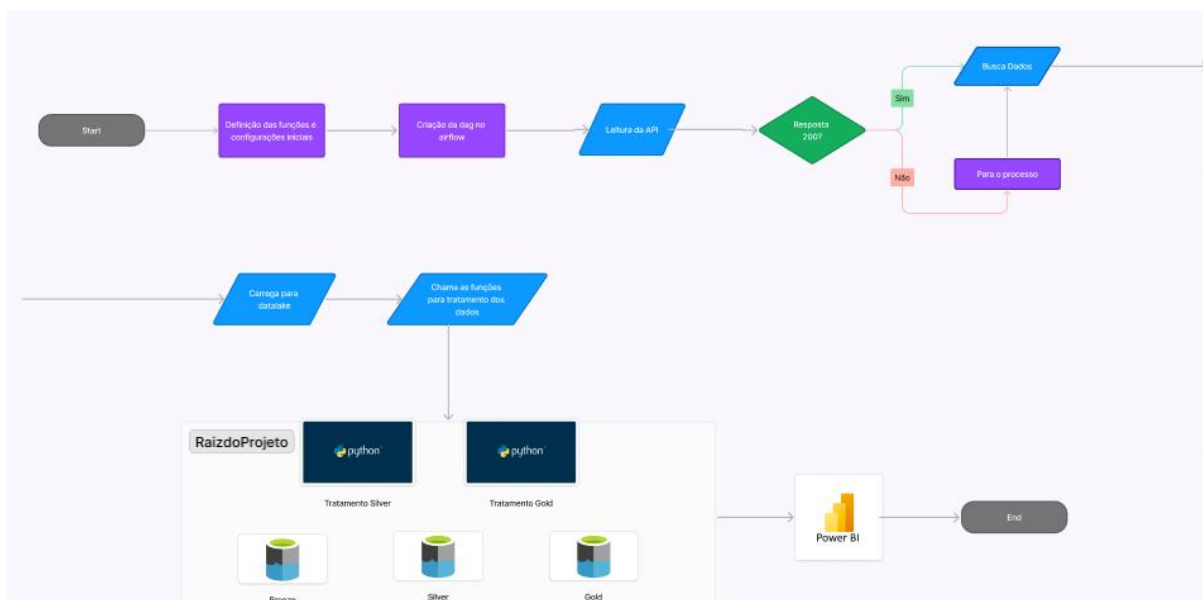 Start
Definição das funções e
configurações iniciais
Criação da dag no
airflow
Leitura da API
Resposta
200?
Sim
Não
Busca Dados
Para o processo
Carrega para
datalake
Chama as funções
para tratamento dos
dados
RaizdoProjeto
python
python
Tratamento Silver
Tratamento Gold
Bronze
Silver
Gold
Power BI
End